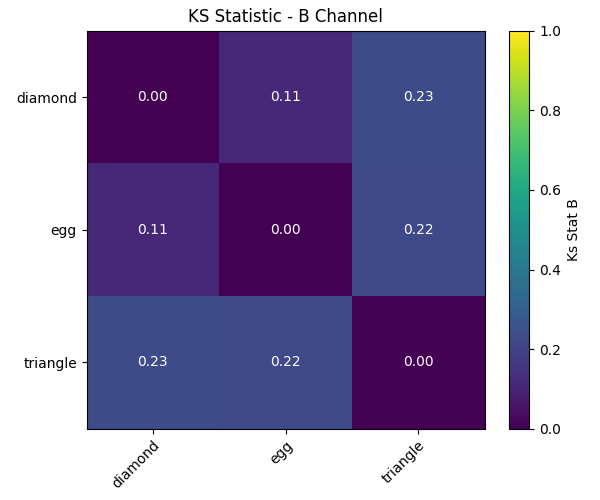 KS Statistic - B Channel
diamond 0.00 0.11 0.23
egg 0.11 0.00 0.22
triangle 0.23 0.22 0.00
diamond egg triangle
1.0
0.8
0.6
0.4
0.2
0.0
Ks Stat B